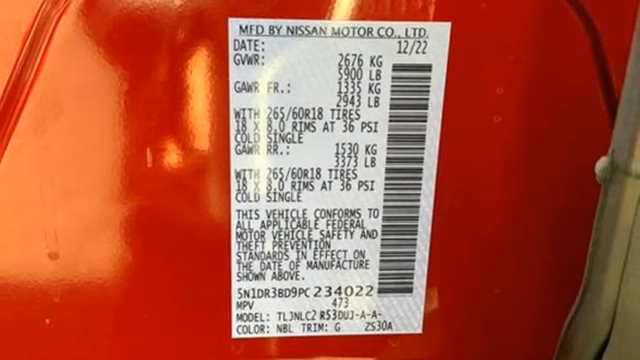 MFD BY NISSAN MOTOR CO., LTD.
DATE: 12/22
GVWR: 2676 KG
5900 LB
GAWR FR.: 1335 KG
2943 LB
WITH 265/60R18 TIRES
18 X 8.0 RIMS AT 36 PSI
COLD SINGLE
GAWR RR.: 1530 KG
3373 LB
WITH 265/60R18 TIRES
18 X 8.0 RIMS AT 36 PSI
COLD SINGLE
THIS VEHICLE CONFORMS TO
ALL APPLICABLE FEDERAL
MOTOR VEHICLE SAFETY AND
THEFT PREVENTION
STANDARDS IN EFFECT ON
THE DATE OF MANUFACTURE
SHOWN ABOVE.
5N1DR3BD9PC234022
MPV 473
MODEL: TLJNLC2 R53DUJ-A-A-
COLOR: NBL TRIM: G ZS30A